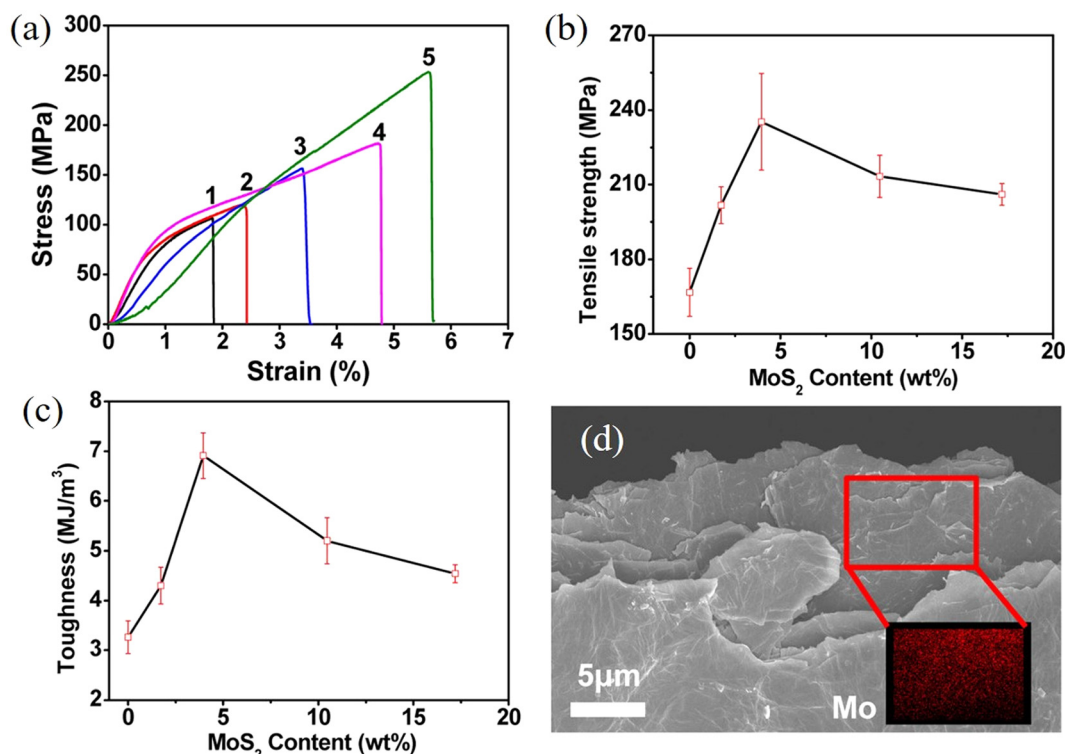 (a)
300
250
200
150
100
50
0
Stress (MPa)
1
2
3
4
5
0 1 2 3 4 5 6 7
Strain (%)
(b)
270
240
210
180
150
Tensile strength (MPa)
0 5 10 15 20
MoS2 Content (wt%)
(c)
8
7
6
5
4
3
2
Toughness (MJ/m³)
0 5 10 15 20
MoS2 Content (wt%)
(d)
5μm
Mo